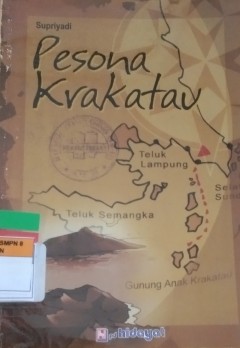 Supriyadi
Pesona
Krakatau
Teluk
Lampung
Teluk Semangka
SMPN 8
Gunung Anak Krakatau
hidayat